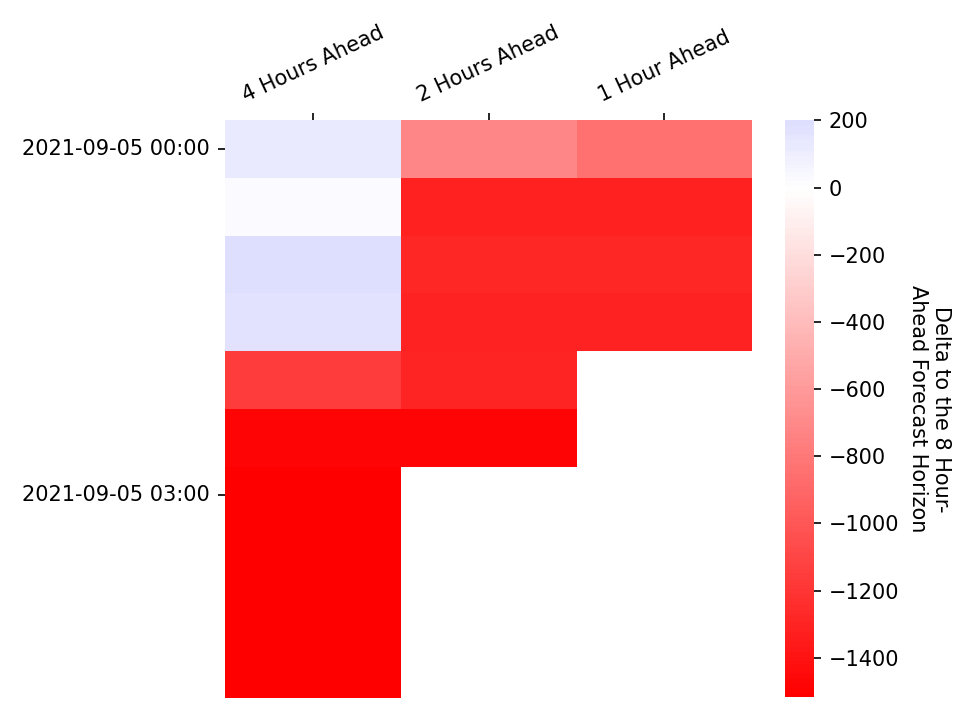 4 Hours Ahead
2 Hours Ahead
1 Hour Ahead
2021-09-05 00:00
2021-09-05 03:00
200
0
−200
−400
−600
−800
−1000
−1200
−1400
Delta to the 8 Hour-
Ahead Forecast Horizon